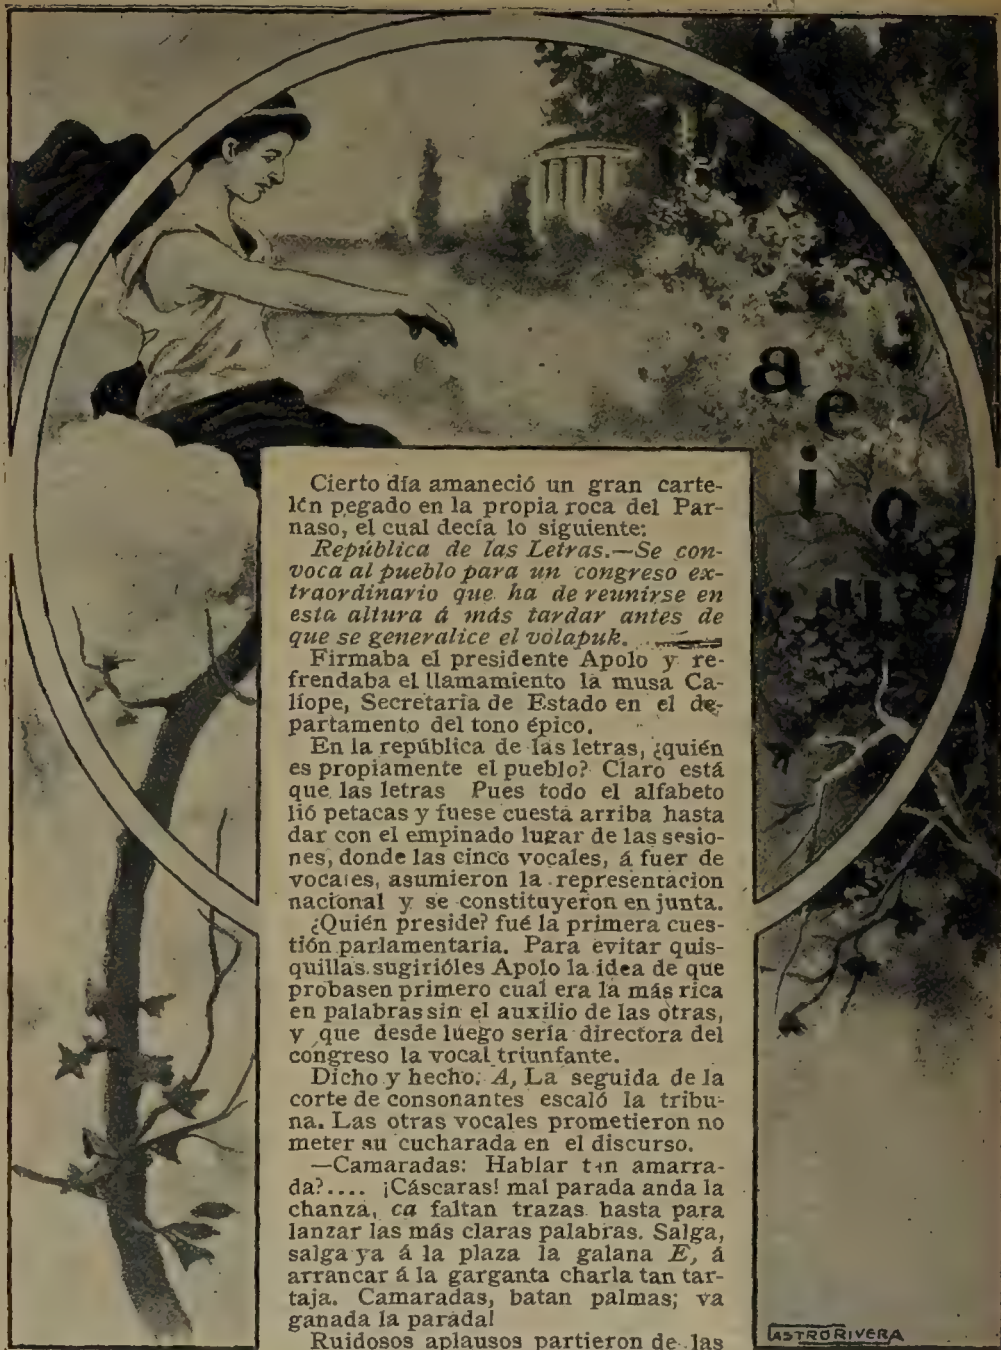 a
e
i
o
u
Cierto día amaneció un gran carte-
lón pegado en la propia roca del Par-
naso, el cual decía lo siguiente:
República de las Letras.—Se con-
voca al pueblo para un congreso ex-
traordinario que ha de reunirse en
esta altura á más tardar antes de
que se generalice el volapuk.
Firmaba el presidente Apolo y re-
frendaba el llamamiento la musa Ca-
líope, Secretaria de Estado en el de-
partamento del tono épico.
En la república de las letras, ¿quién
es propiamente el pueblo? Claro está
que las letras Pues todo el alfabeto
lió petacas y fuese cuesta arriba hasta
dar con el empinado lugar de las sesio-
nes, donde las cinco vocales, á fuer de
vocales, asumieron la representacion
nacional y se constituyeron en junta.
¿Quién preside? fué la primera cues-
tión parlamentaria. Para evitar quis-
quillas sugirióles Apolo la idea de que
probasen primero cual era la más rica
en palabras sin el auxilio de las otras,
y que desde luego sería directora del
congreso la vocal triunfante.
Dicho y hecho. A, La seguida de la
corte de consonantes escaló la tribu-
na. Las otras vocales prometieron no
meter su cucharada en el discurso.
—Camaradas: Hablar tan amarra-
da?.... ¡Cáscaras! mal parada anda la
chanza, ca faltan trazas hasta para
lanzar las más claras palabras. Salga,
salga ya á la plaza la galana E, á
arrancar á la garganta charla tan tar-
taja. Camaradas, batan palmas; va
ganada la parada!
Ruidosos aplausos partieron de las
CASTRO RIVERA